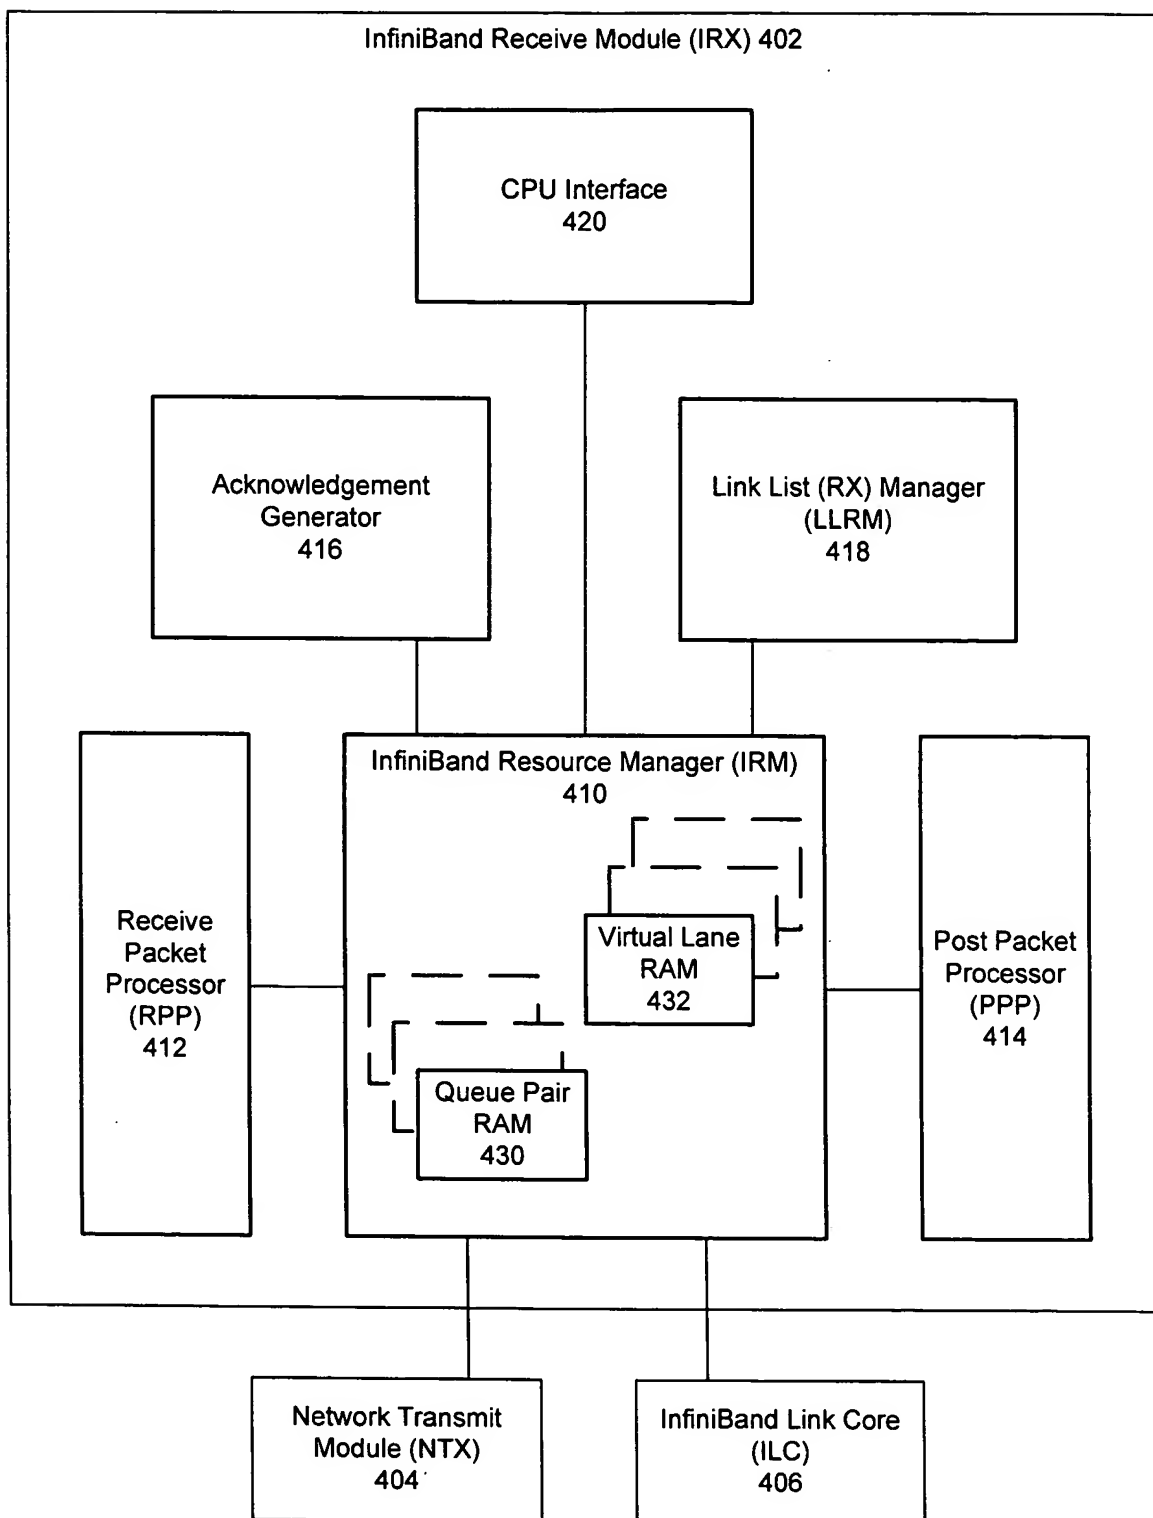 InfiniBand Receive Module (IRX) 402
CPU Interface
420
Acknowledgement
Generator
416
Link List (RX) Manager
(LLRM)
418
InfiniBand Resource Manager (IRM)
410
Receive
Packet
Processor
(RPP)
412
Virtual Lane
RAM
432
Queue Pair
RAM
430
Post Packet
Processor
(PPP)
414
Network Transmit
Module (NTX)
404
InfiniBand Link Core
(ILC)
406